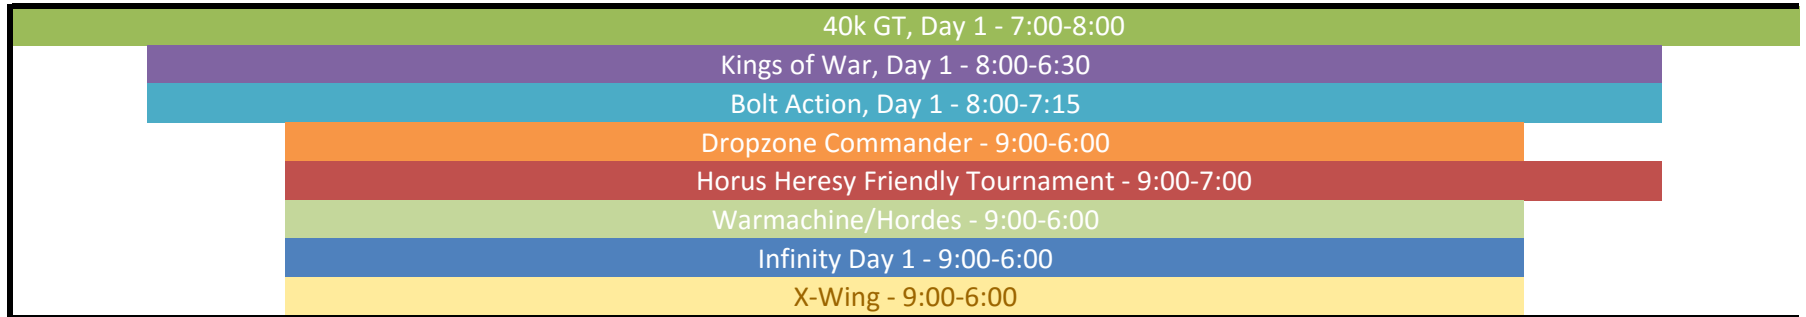 40k GT, Day 1 - 7:00-8:00
Kings of War, Day 1 - 8:00-6:30
Bolt Action, Day 1 - 8:00-7:15
Dropzone Commander - 9:00-6:00
Horus Heresy Friendly Tournament - 9:00-7:00
Warmachine/Hordes - 9:00-6:00
Infinity Day 1 - 9:00-6:00
X-Wing - 9:00-6:00